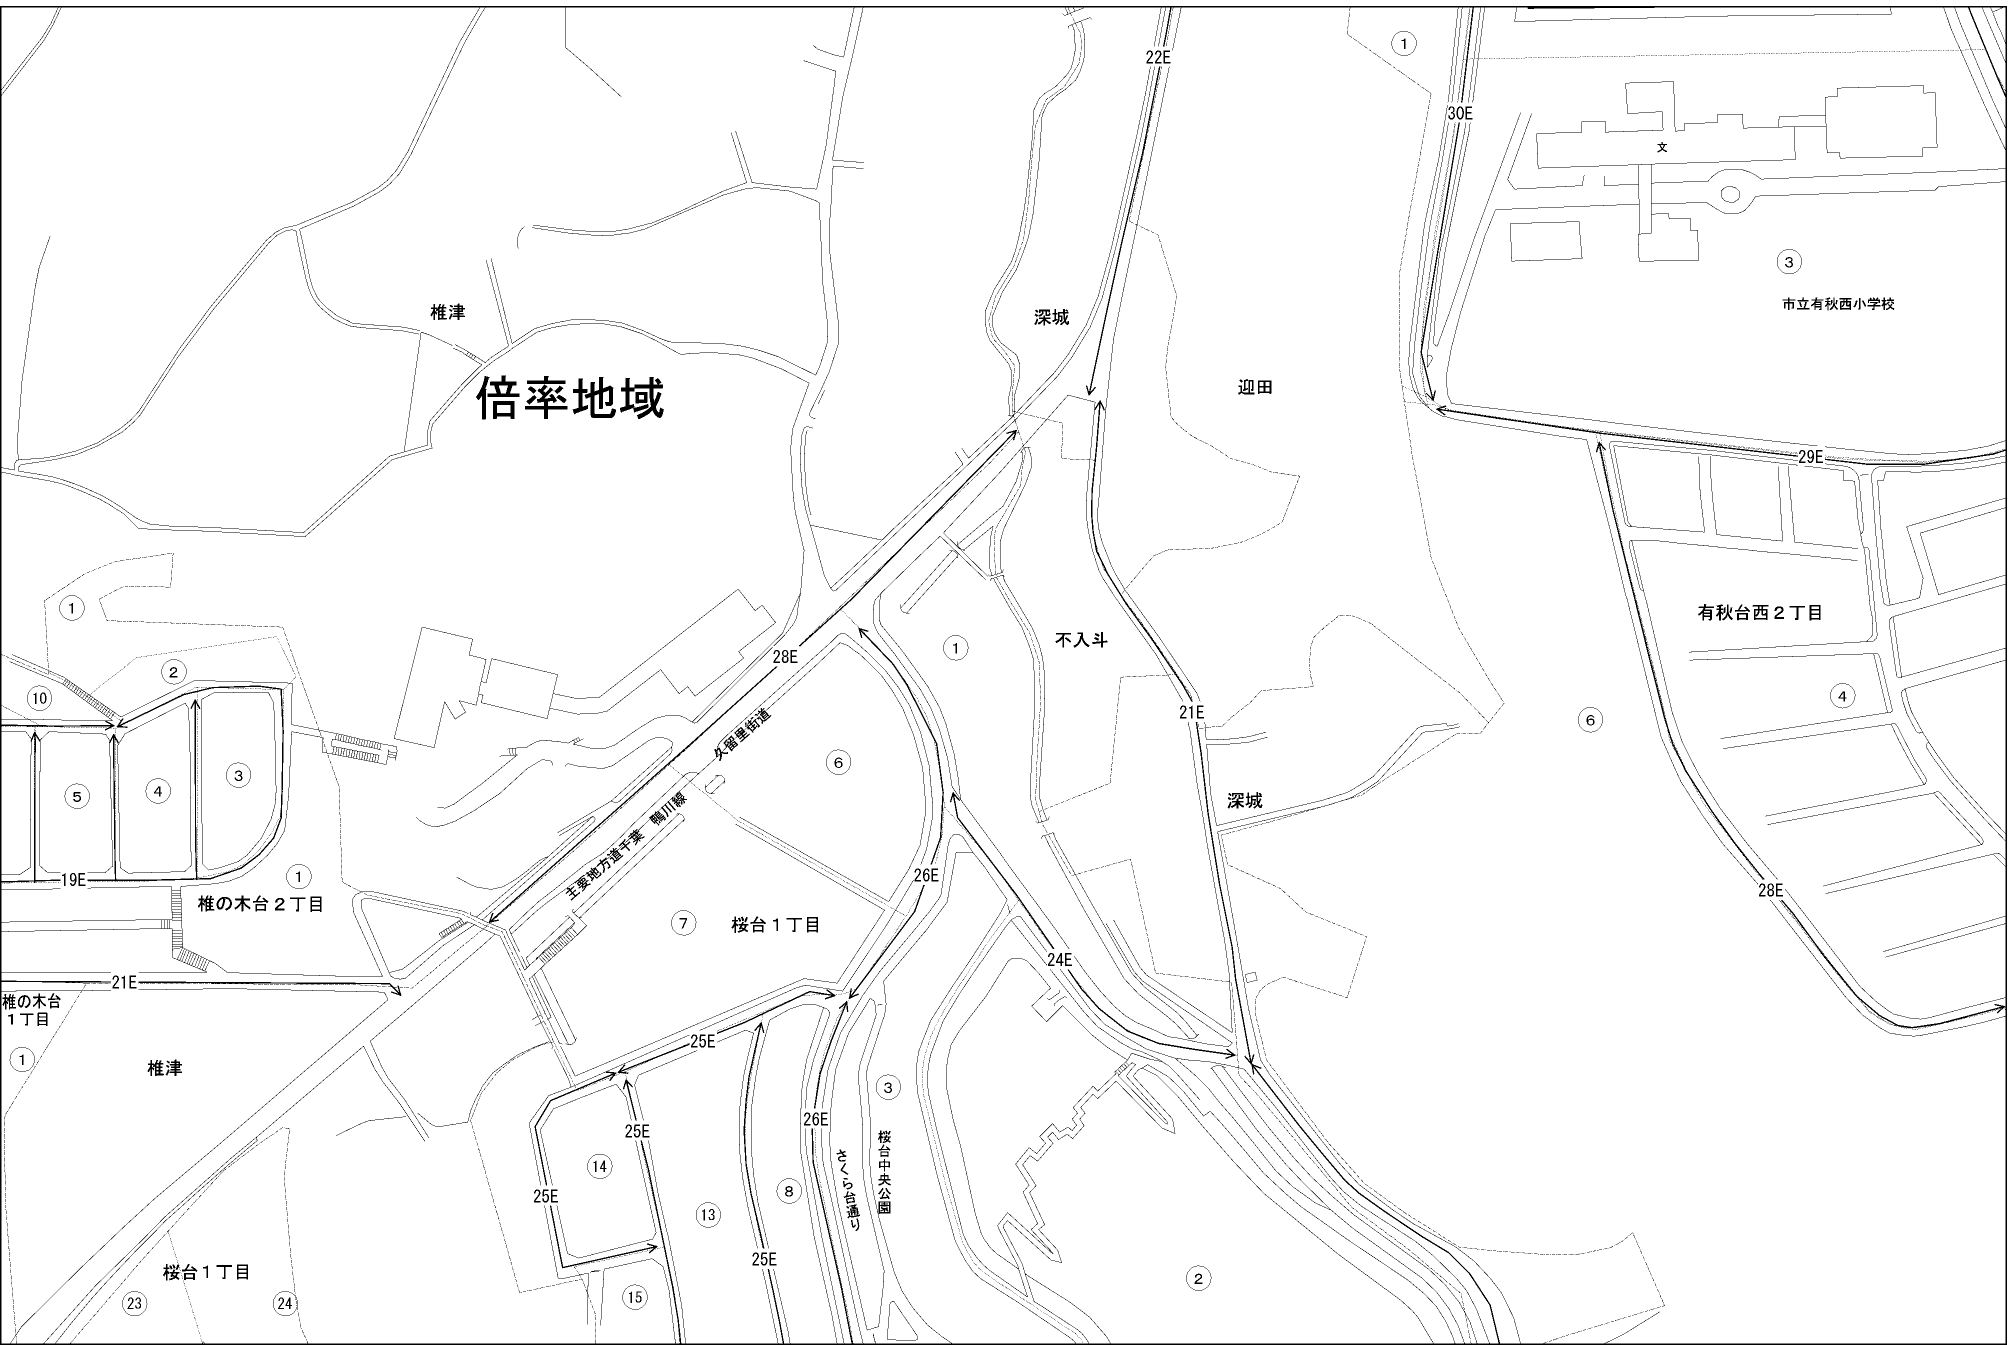 22E
①
30E
文
③
市立有秋西小学校
椎津
深城
迎田
倍率地域
29E
①
②
⑩
有秋台西２丁目
不入斗
①
28E
21E
④
⑥
久留里街道
⑥
⑤
④
③
深城
主要地方道千葉　鴨川線
19E
①
26E
28E
椎の木台２丁目
⑦
桜台１丁目
24E
21E
椎の木台
１丁目
①
椎津
25E
③
26E
25E
桜台中央公園
さくら台通り
⑭
25E
⑧
⑬
25E
桜台１丁目
②
㉓
㉔
⑮